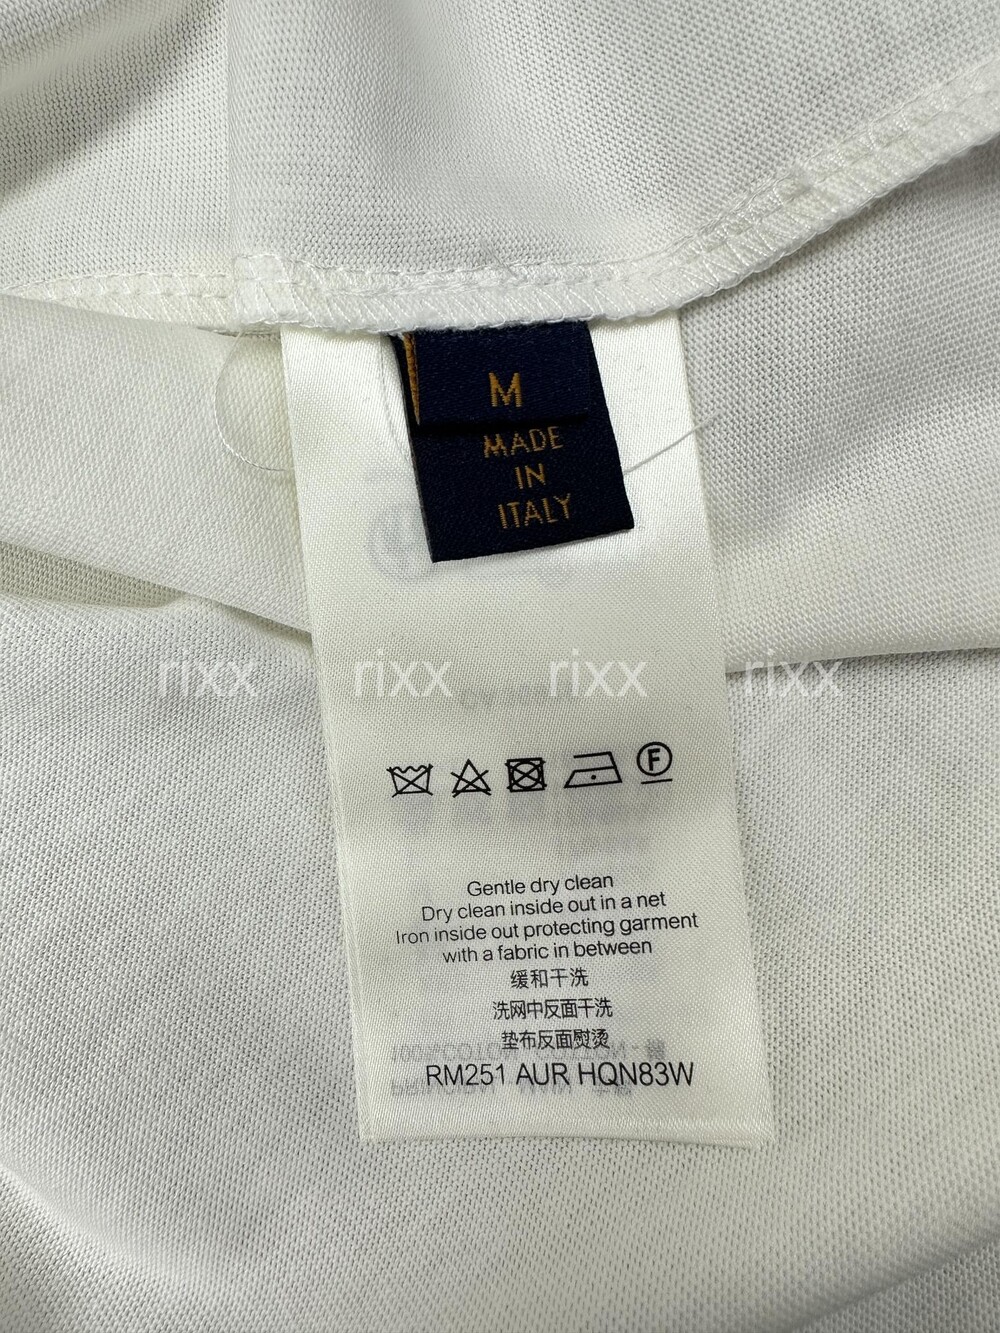 M
MADE
IN
ITALY
rixx rixx rixx rixx
F
Gentle dry clean
Dry clean inside out in a net
Iron inside out protecting garment
with a fabric in between
缓和干洗
洗网中反面干洗
垫布反面熨烫
RM251 AUR HQN83W